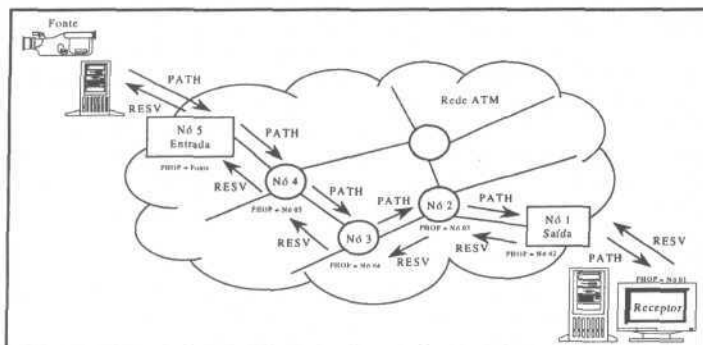 Fonte
PATH
RESV
Rede ATM
Nó 5
Entrada
PATH
PHOP = Fonte
RESV
Nó 4
PATH
PHOP = Nó 05
RESV
Nó 3
PHOP = Nó 04
PATH
Nó 2
PHOP = Nó 03
RESV
PATH
RESV
Nó 1
Saída
PHOP = Nó 02
RESV
PATH
PHOP = Nó 01
Receptor